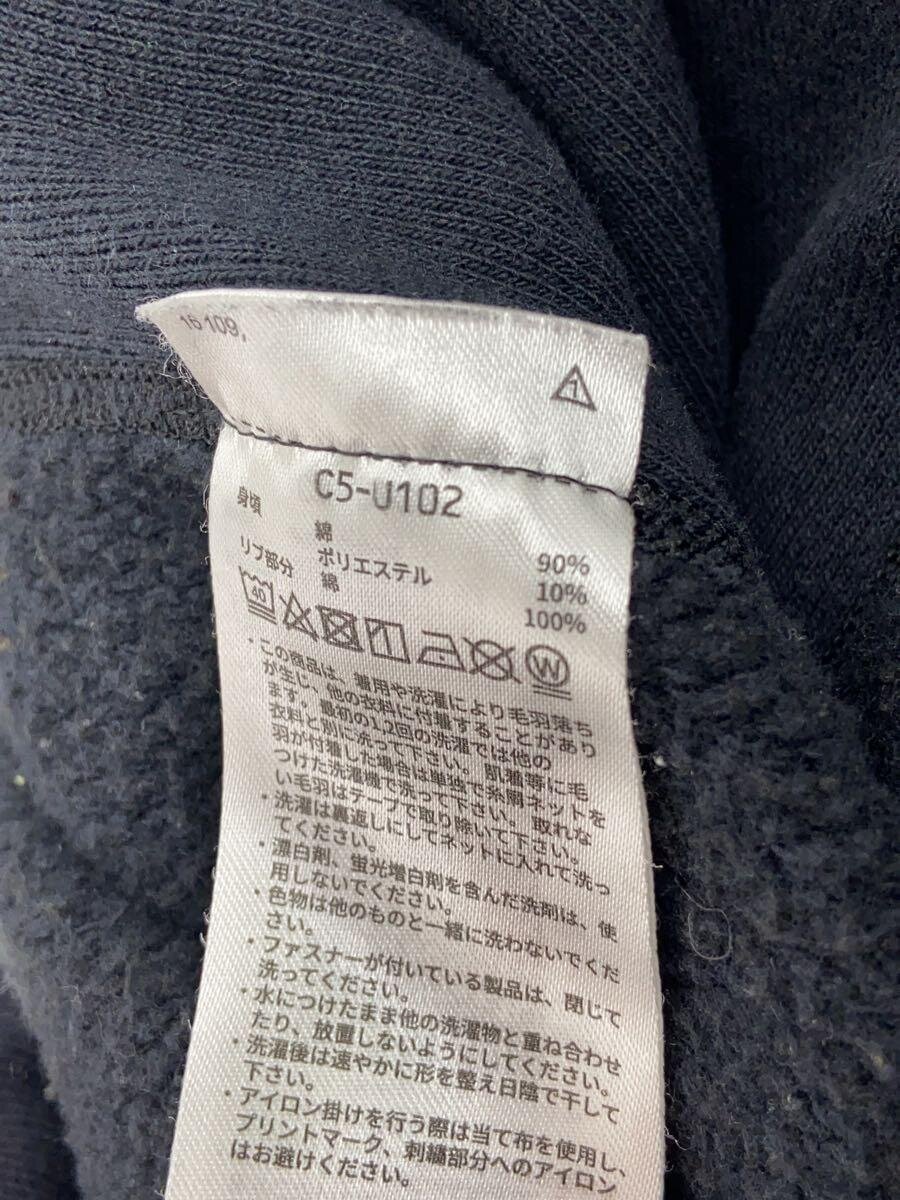 15109,
1
C5-U102
身頃
綿 90%
ポリエステル 10%
リブ部分 綿 100%
40
W
・この商品は、着用や洗濯により毛羽落ち
が生じ、他の衣料に付着することがあり
ます。最初の1,2回の洗濯では他の
衣料と別に洗って下さい。肌着等に毛
羽が付着した場合は単独で糸屑ネットを
つけた洗濯機で洗って下さい。取れな
い毛羽はテープで取り除いて下さい。
・洗濯は裏返しにしてネットに入れて洗っ
てください。
・漂白剤、蛍光増白剤を含んだ洗剤は、使
用しないでください。
・色物は他のものと一緒に洗わないでくだ
さい。
・ファスナーが付いている製品は、閉じて
洗ってください。
・水につけたまま他の洗濯物と重ね合わせ
たり、放置しないようにしてください。
・洗濯後は速やかに形を整え日陰で干して
下さい。
・アイロン掛けを行う際は当て布を使用し、
プリントマーク、刺繍部分へのアイロン
はお避けください。